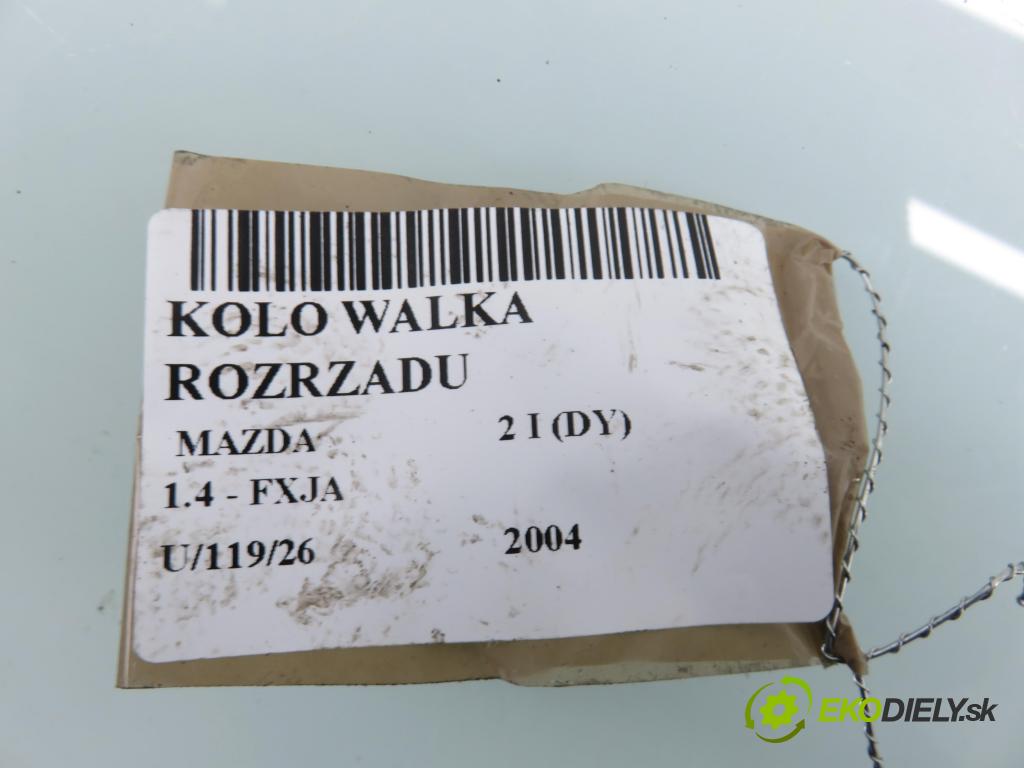 KOLO WALKA
ROZRZADU
MAZDA 2 I (DY)
1.4 - FXJA
U/119/26 2004
EKODIELY.sk